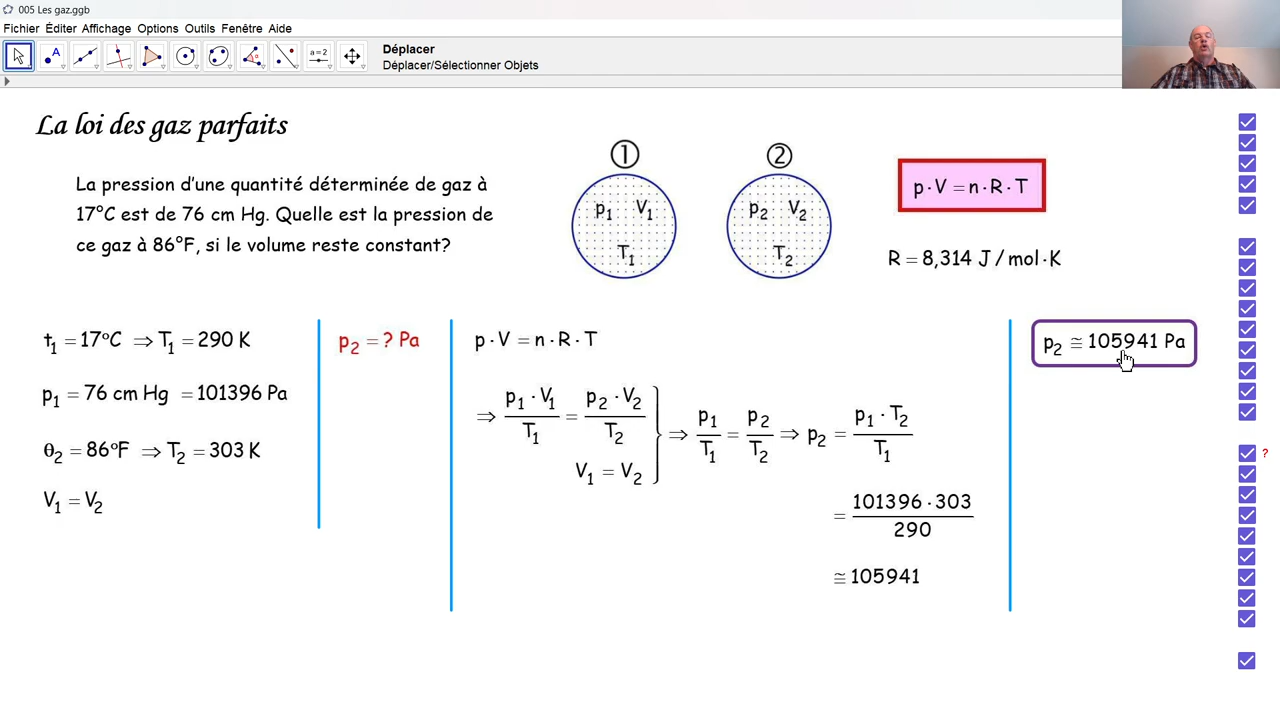 005 Les gaz.ggb
Fichier Éditer Affichage Options Outils Fenêtre Aide
A
a=2
Déplacer
Déplacer/Sélectionner Objets
La loi des gaz parfaits
La pression d'une quantité déterminée de gaz à
17°C est de 76 cm Hg. Quelle est la pression de
ce gaz à 86°F, si le volume reste constant?
① ②
p₁ V₁
T₁
p₂ V₂
T₂
p·V = n·R·T
R = 8,314 J / mol·K
t₁ = 17°C ⇒ T₁ = 290 K
p₁ = 76 cm Hg = 101396 Pa
θ₂ = 86°F ⇒ T₂ = 303 K
V₁ = V₂
p₂ = ? Pa
p·V = n·R·T
⇒ (p₁·V₁)/T₁ = (p₂·V₂)/T₂
V₁ = V₂
} ⇒ p₁/T₁ = p₂/T₂ ⇒ p₂ = (p₁·T₂)/T₁
= (101396·303)/290
≅ 105941
p₂ ≅ 105941 Pa
?